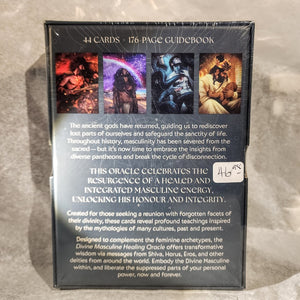 44 CARDS + 176-PAGE GUIDEBOOK
The ancient gods have returned, guiding us to rediscover
lost parts of ourselves and safeguard the sanctity of life.
Throughout history, masculinity has been severed from the
sacred—but it's now time to embrace the insights from
diverse pantheons and break the cycle of disconnection.
THIS ORACLE CELEBRATES THE
RESURGENCE OF A HEALED AND
INTEGRATED MASCULINE ENERGY,
UNLOCKING HIS HONOUR AND INTEGRITY.
46
Created for those seeking a reunion with forgotten facets of
their divinity, these cards reveal profound teachings inspired
by the mythologies of many cultures, past and present.
Designed to complement the feminine archetypes, the
Divine Masculine Healing Oracle offers transformative
wisdom via messages from Shiva, Horus, Eros, and other
deities from around the world. Embody the Divine Masculine
within, and liberate the suppressed parts of your personal
power, now and forever.